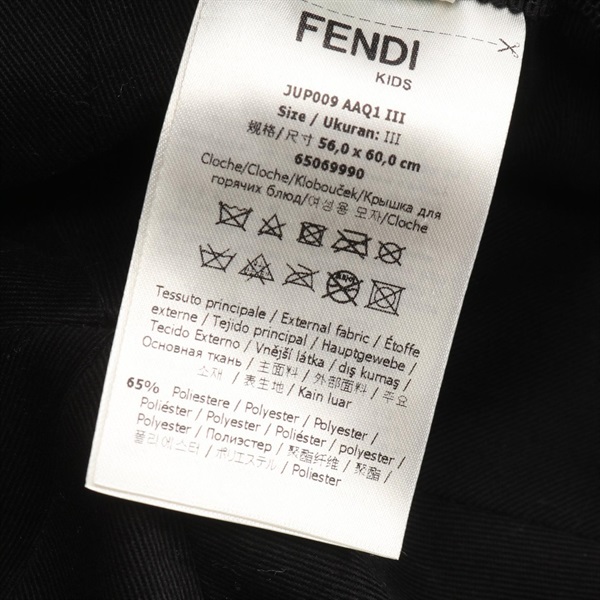 FENDI
KIDS
JUP009 AAQ1 III
Size / Ukuran: III
规格/尺寸 56,0 x 60,0 cm
65069990
Cloche/Cloche/Klobouček/Крышка для
горячих блюд/여성용 모자/Cloche
Tessuto principale / External fabric / Étoffe
externe / Tejido principal / Hauptgewebe /
Tecido Externo / Vnější látka / diş kumaş /
Основная ткань / 主面料 / 外部面料 / 주요
소재 / 表生地 / Kain luar
65% Poliestere / Polyester / Polyester /
Poliéster / Polyester / Poliéster / polyester /
Polyester / Полиэстер / 聚酯纤维 / 聚酯 /
폴리에스터 / ポリエステル / Poliester